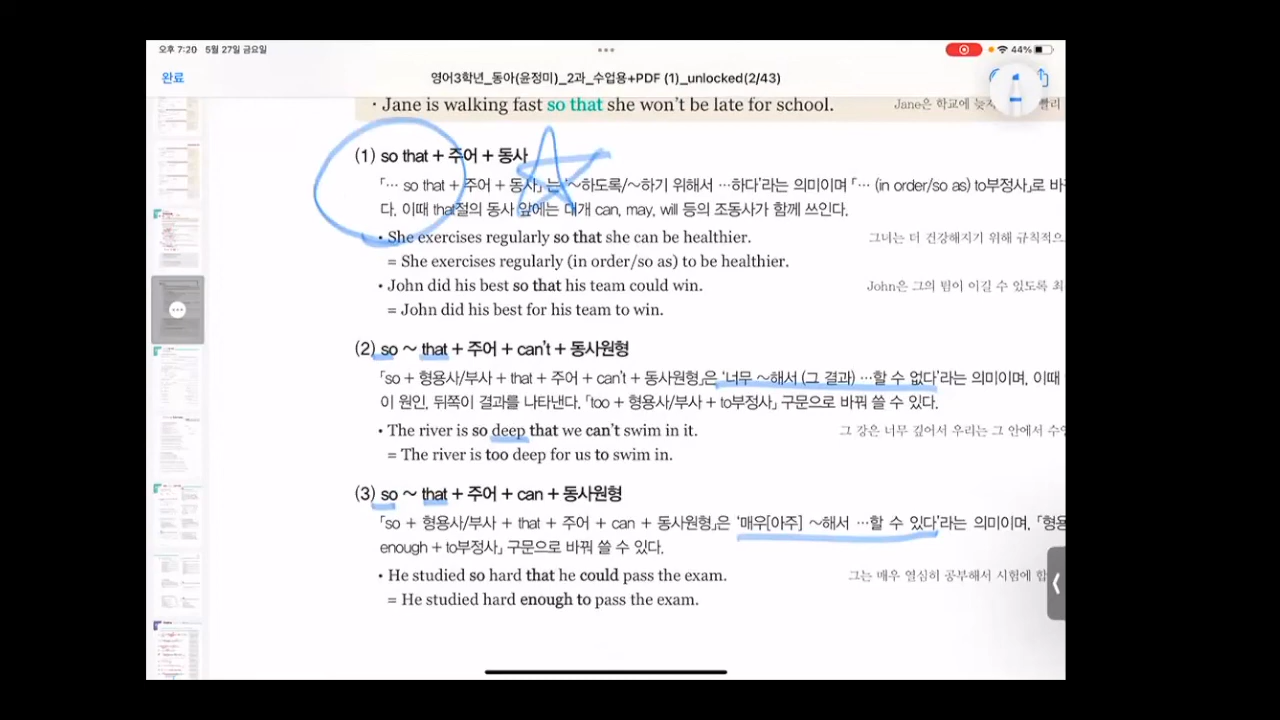 오후 7:20 5월 27일 금요일
44%
완료
영어3학년_동아(윤정미)_2과_수업용+PDF (1)_unlocked(2/43)
• Jane is walking fast so that she won't be late for school.
Jane은 학교에 늦지
(1) so that + 주어 + 동사
「… so that + 주어 + 동사」는 '~하도록/~하기 위해서 …하다'라는 의미이며 「… (in order/so as) to부정사」로 바
다. 이때 that절의 동사 앞에는 대개 can, may, will 등의 조동사가 함께 쓰인다.
• She exercises regularly so that she can be healthier.
나는 더 건강해지기 위해 규칙적으
= She exercises regularly (in order/so as) to be healthier.
• John did his best so that his team could win.
John은 그의 팀이 이길 수 있도록 최
= John did his best for his team to win.
(2) so ~ that + 주어 + can't + 동사원형
「so + 형용사/부사 + that + 주어 + can't + 동사원형」은 '너무 ~해서 (그 결과) …할 수 없다'라는 의미이며, 이때
이 원인, 뒤쪽이 결과를 나타낸다. 「too + 형용사/부사 + to부정사」 구문으로 바꿔 쓸 수 있다.
• The river is so deep that we can't swim in it.
그 강은 너무 깊어서 우리는 그 안에서 수영
= The river is too deep for us to swim in.
(3) so ~ that + 주어 + can + 동사원형
「so + 형용사/부사 + that + 주어 + can + 동사원형」은 '매우[아주] ~해서 …할 수 있다'라는 의미이며, 「형용
enough + to부정사」 구문으로 바꿔 쓸 수 있다.
• He studied so hard that he could pass the exam.
그는 매우 열심히 공부해서 시험에
= He studied hard enough to pass the exam.